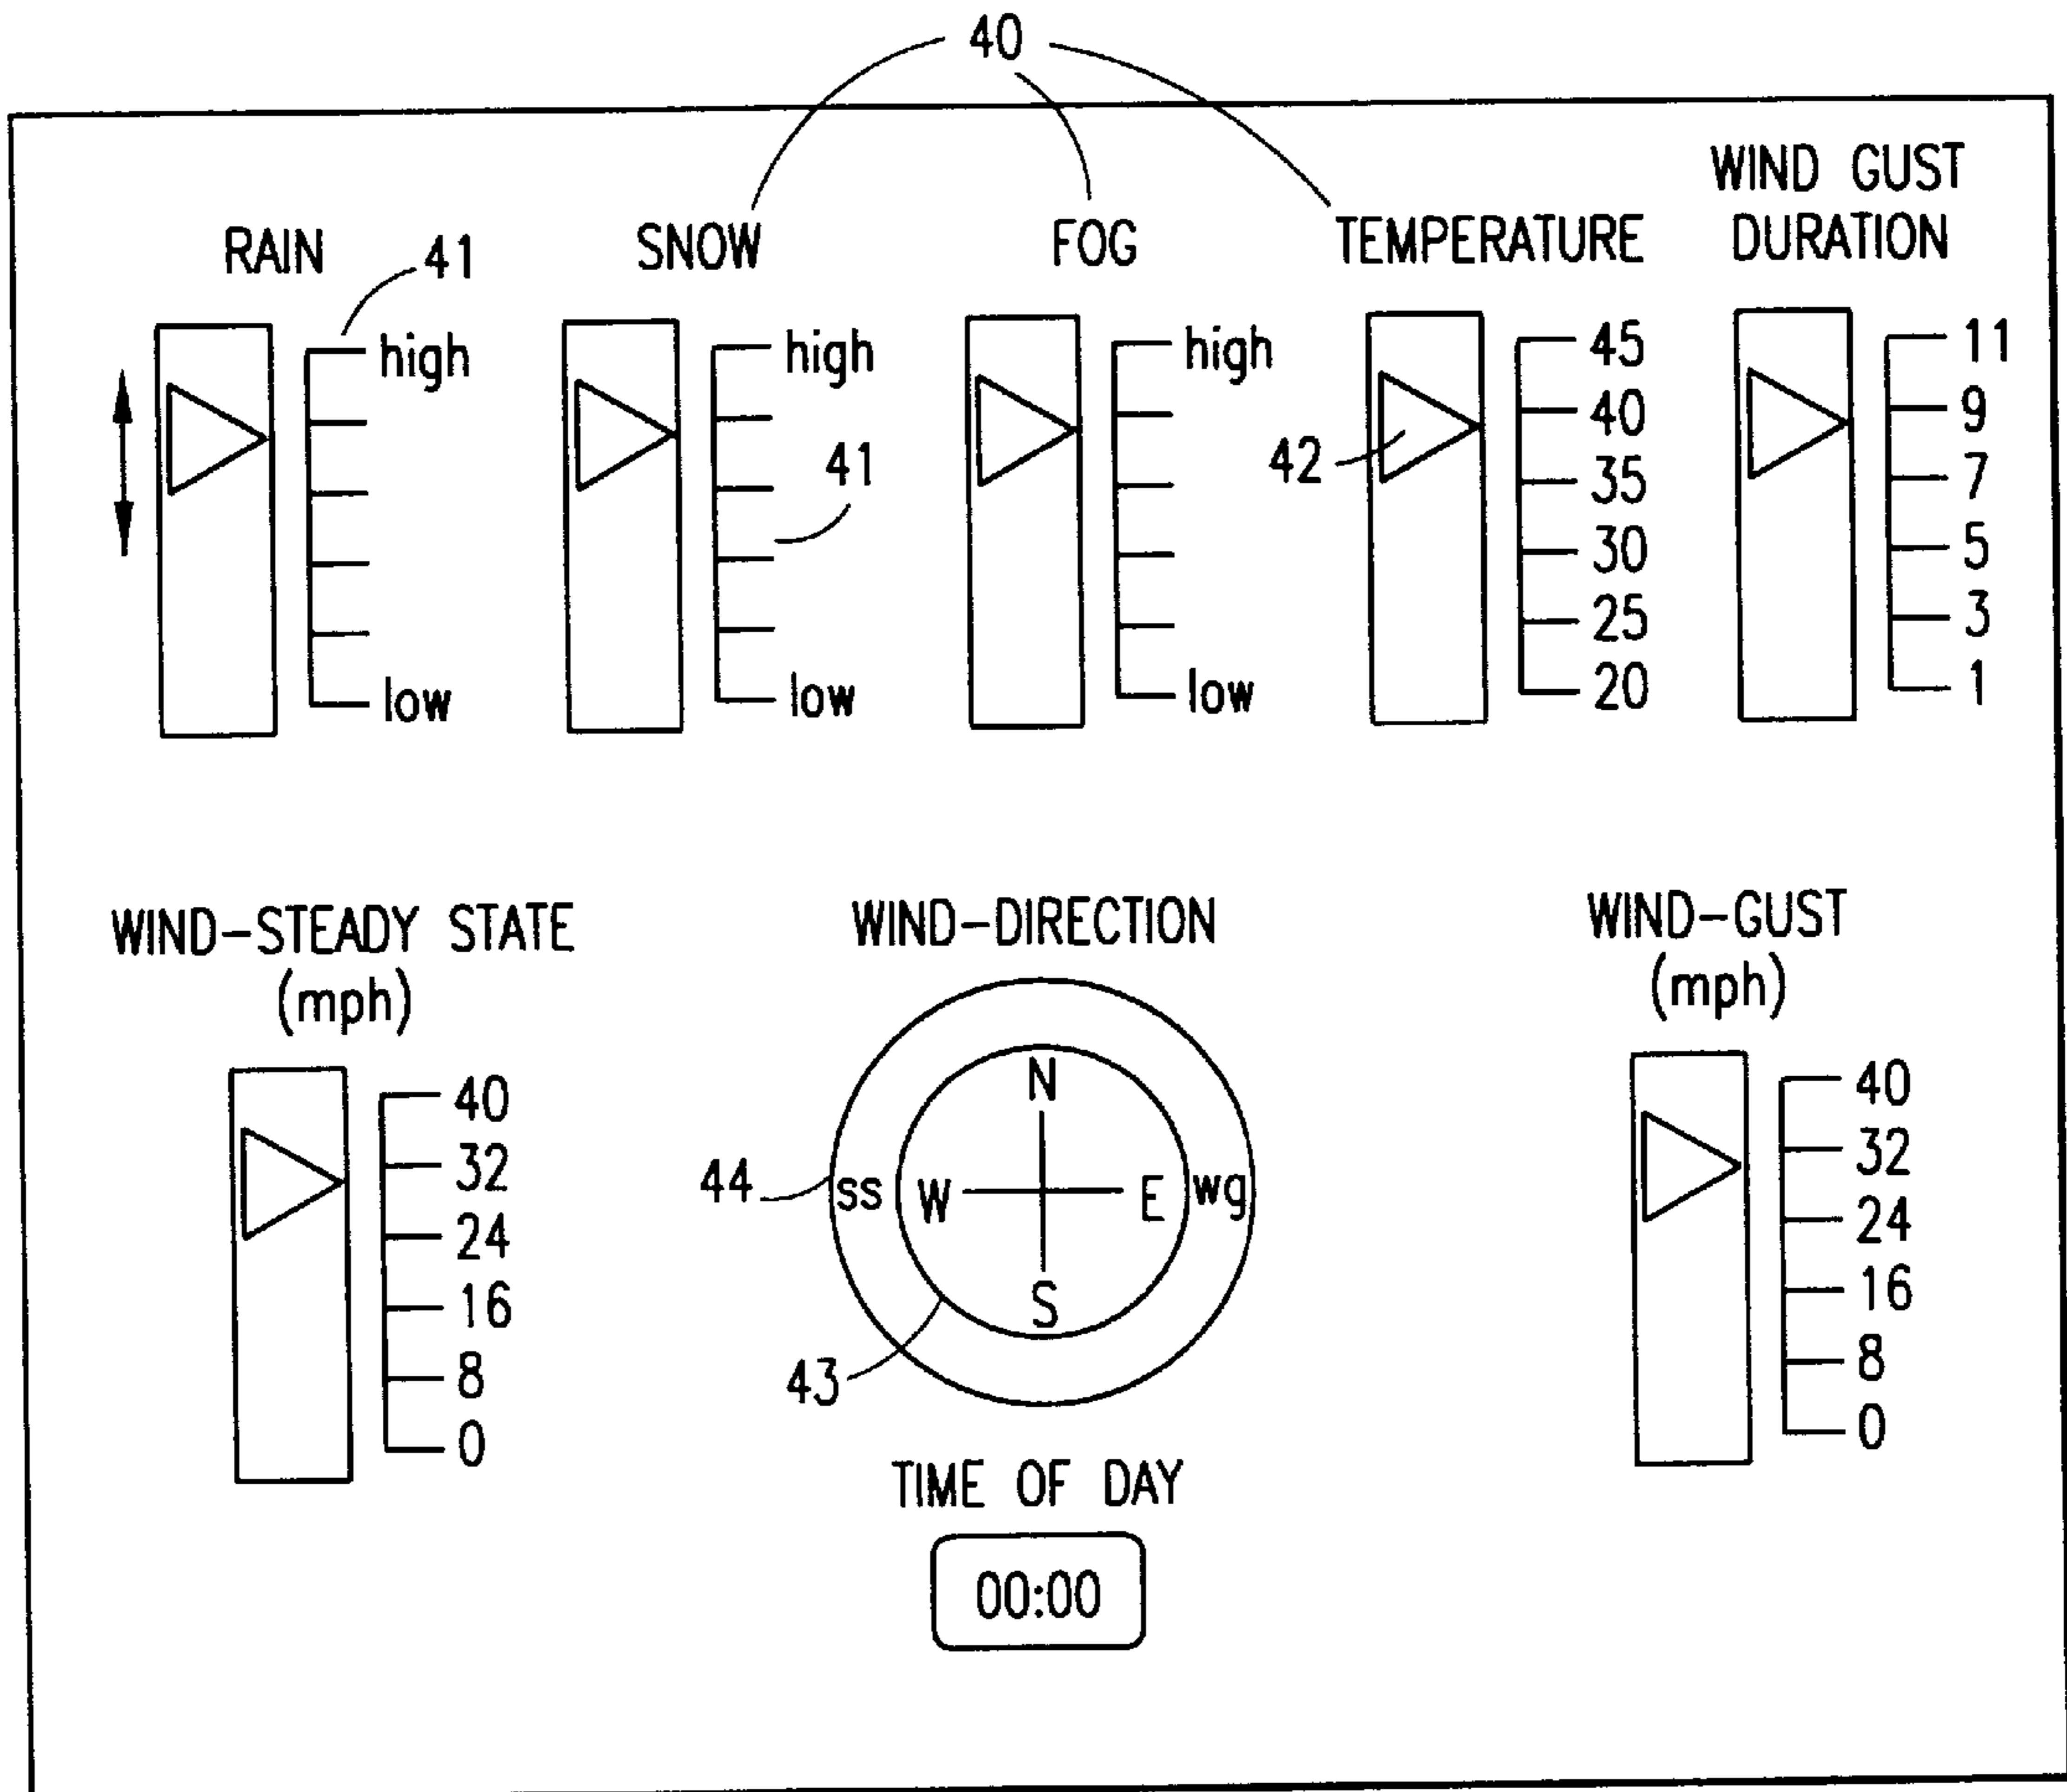 40
WIND GUST
DURATION
RAIN
SNOW
FOG
TEMPERATURE
41
high
low
high
41
low
high
low
42
45
40
35
30
25
20
11
9
7
5
3
1
WIND-STEADY STATE
(mph)
40
32
24
16
8
0
WIND-DIRECTION
N
44
ss
W
E
wg
S
43
WIND-GUST
(mph)
40
32
24
16
8
0
TIME OF DAY
00:00